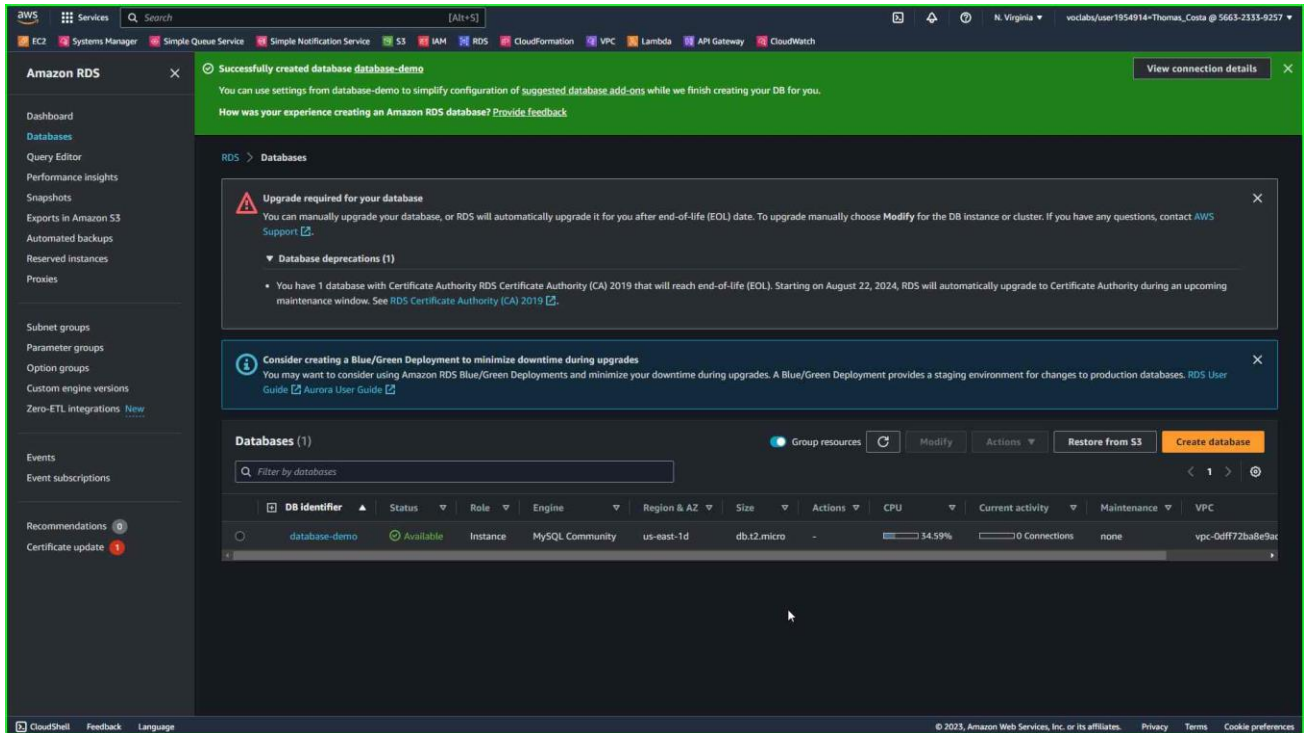 aws Services Search [Alt+S] N. Virginia ▼ voclabs/user1954914=Thomas_Costa @ 5663-2333-9257 ▼
EC2 Systems Manager Simple Queue Service Simple Notification Service S3 IAM RDS CloudFormation VPC Lambda API Gateway CloudWatch
Amazon RDS
Dashboard
Databases
Query Editor
Performance insights
Snapshots
Exports in Amazon S3
Automated backups
Reserved instances
Proxies
Subnet groups
Parameter groups
Option groups
Custom engine versions
Zero-ETL integrations New
Events
Event subscriptions
Recommendations 0
Certificate update 1
Successfully created database database-demo
View connection details
You can use settings from database-demo to simplify configuration of suggested database add-ons while we finish creating your DB for you.
How was your experience creating an Amazon RDS database? Provide feedback
RDS > Databases
Upgrade required for your database
You can manually upgrade your database, or RDS will automatically upgrade it for you after end-of-life (EOL) date. To upgrade manually choose Modify for the DB instance or cluster. If you have any questions, contact AWS
Support.
▼ Database deprecations (1)
• You have 1 database with Certificate Authority RDS Certificate Authority (CA) 2019 that will reach end-of-life (EOL). Starting on August 22, 2024, RDS will automatically upgrade to Certificate Authority during an upcoming
maintenance window. See RDS Certificate Authority (CA) 2019.
Consider creating a Blue/Green Deployment to minimize downtime during upgrades
You may want to consider using Amazon RDS Blue/Green Deployments and minimize your downtime during upgrades. A Blue/Green Deployment provides a staging environment for changes to production databases. RDS User
Guide Aurora User Guide
Databases (1)
Group resources Modify Actions ▼ Restore from S3 Create database
Filter by databases
< 1 >
DB identifier ▲ Status Role Engine Region & AZ Size Actions CPU Current activity Maintenance VPC
database-demo Available Instance MySQL Community us-east-1d db.t2.micro - 34.59% 0 Connections none vpc-0dff72ba8e9ac
CloudShell Feedback Language © 2023, Amazon Web Services, Inc. or its affiliates. Privacy Terms Cookie preferences